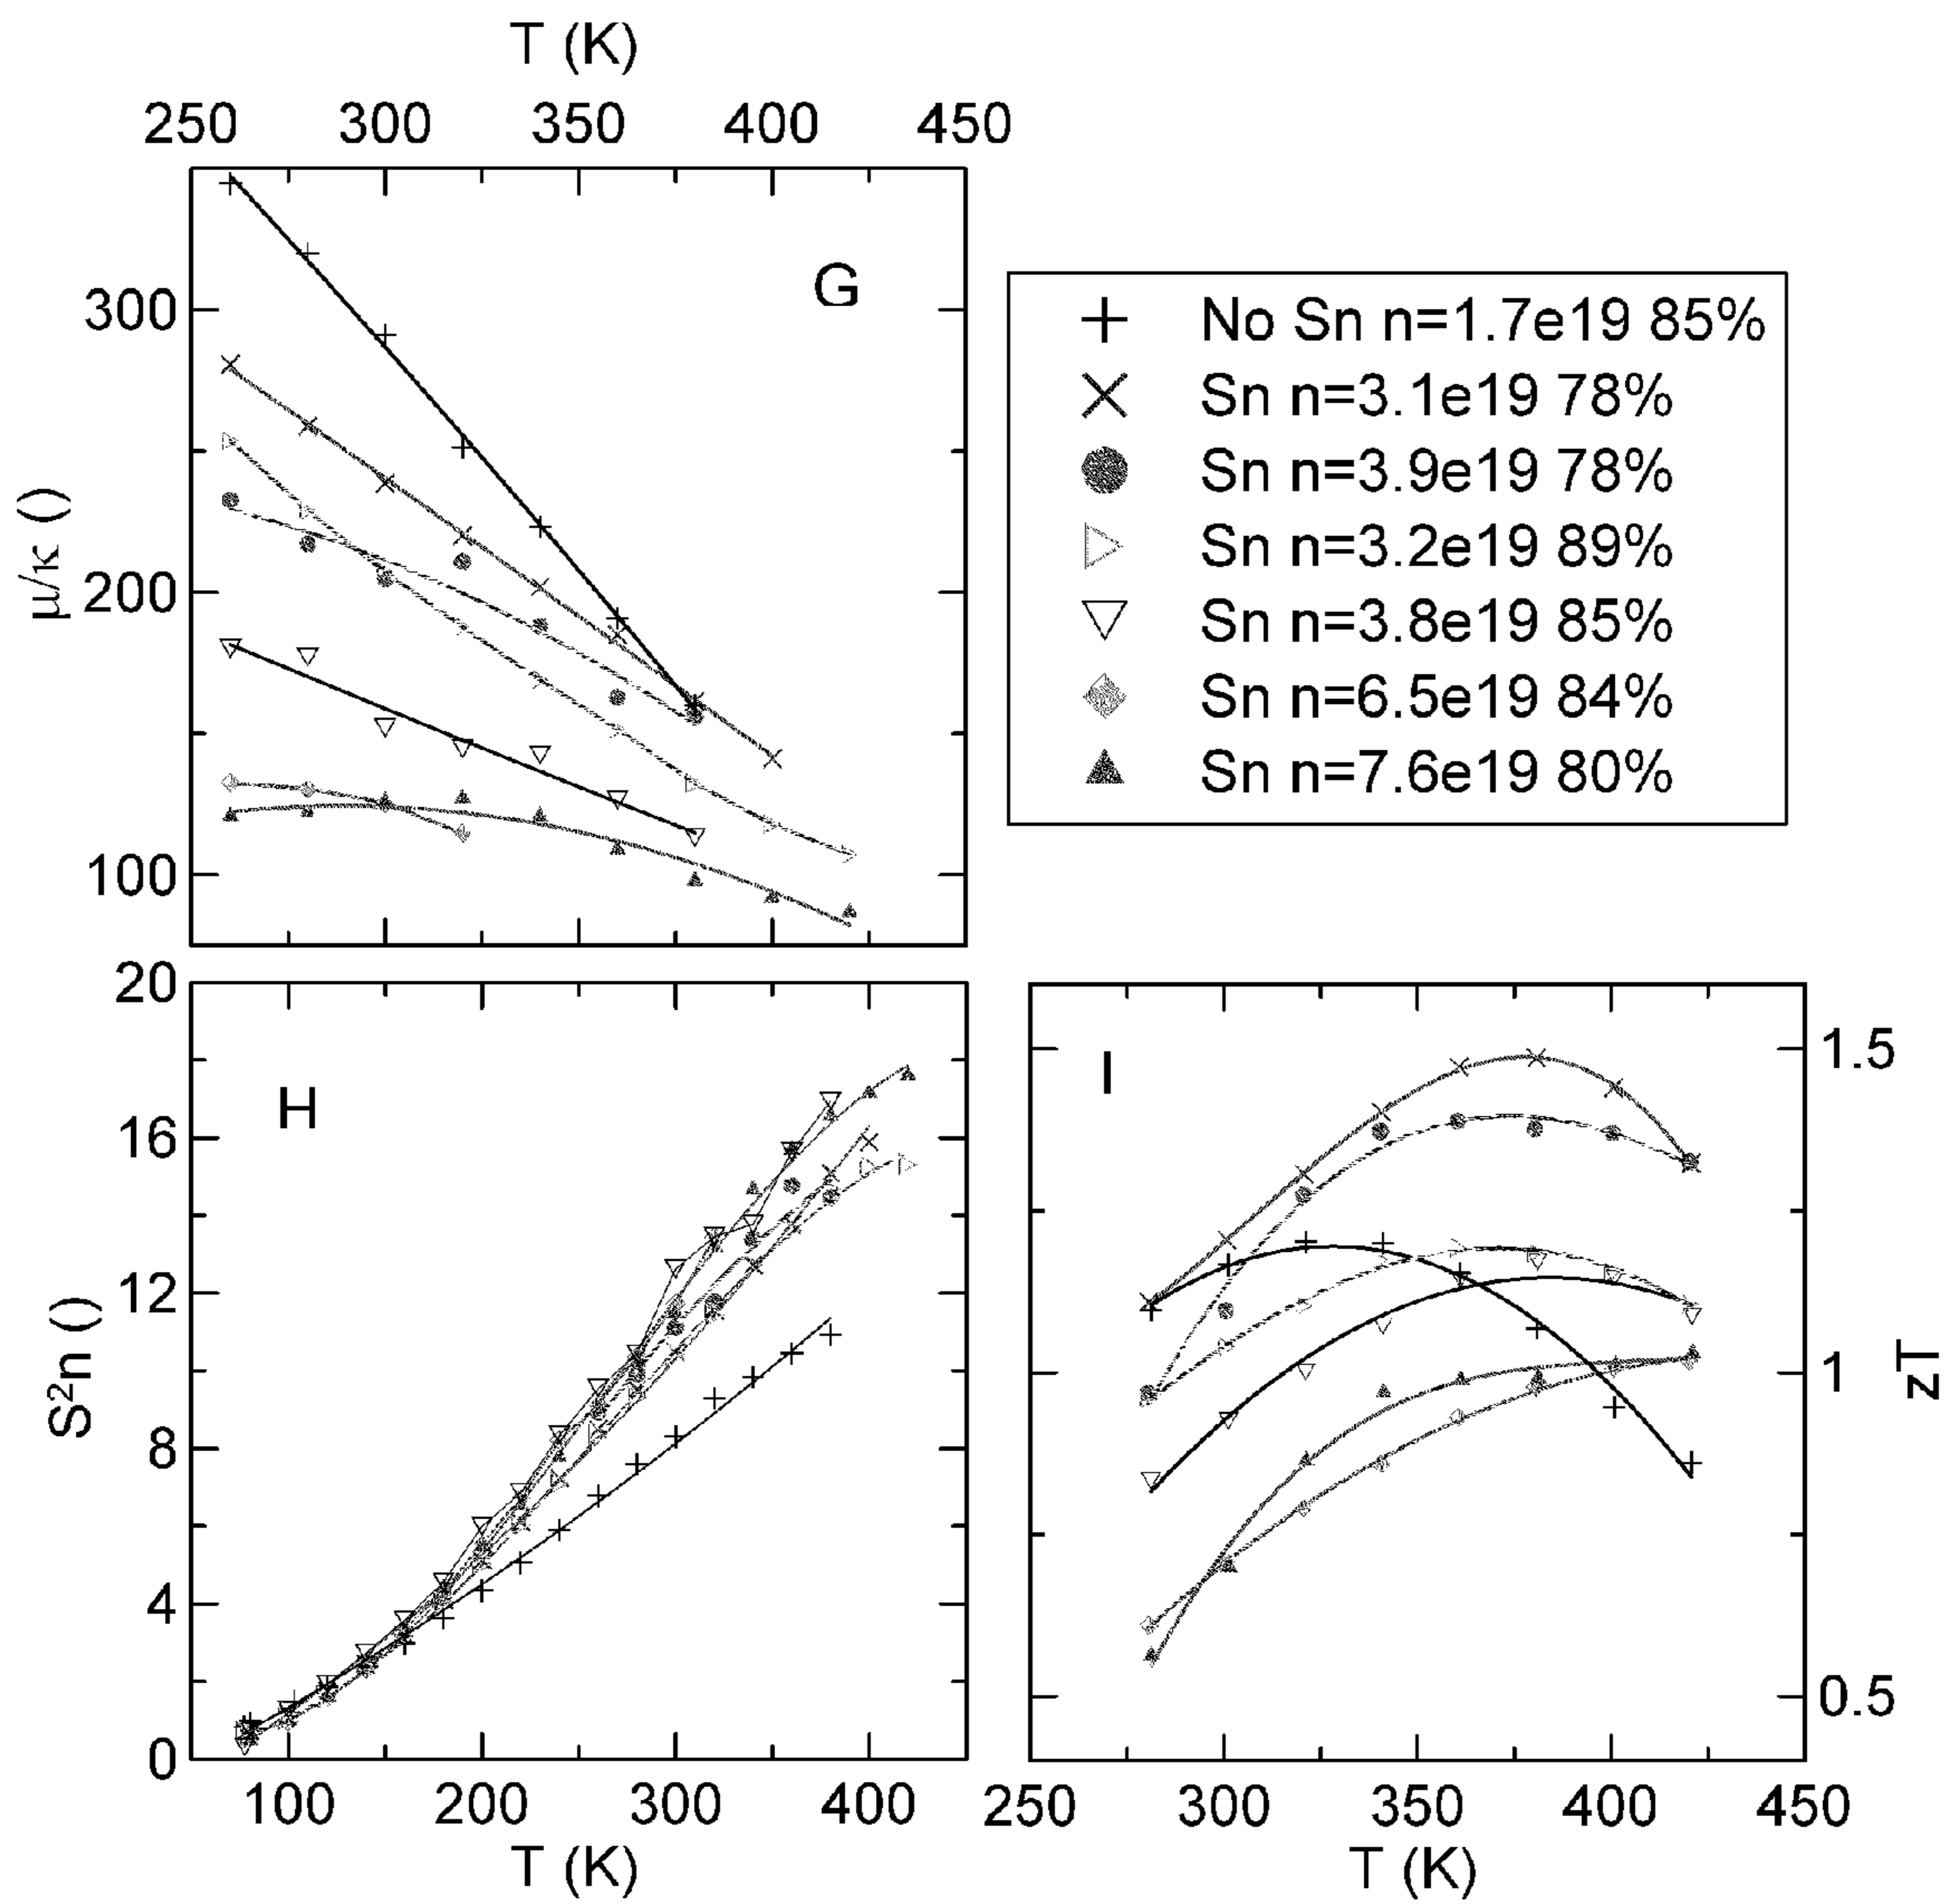 T (K)
250 300 350 400 450
G
300
200
100
μ/κ ()
No Sn n=1.7e19 85%
Sn n=3.1e19 78%
Sn n=3.9e19 78%
Sn n=3.2e19 89%
Sn n=3.8e19 85%
Sn n=6.5e19 84%
Sn n=7.6e19 80%
H
20
16
12
8
4
0
S²n ()
100 200 300 400
T (K)
I
1.5
1
0.5
zT
250 300 350 400 450
T (K)